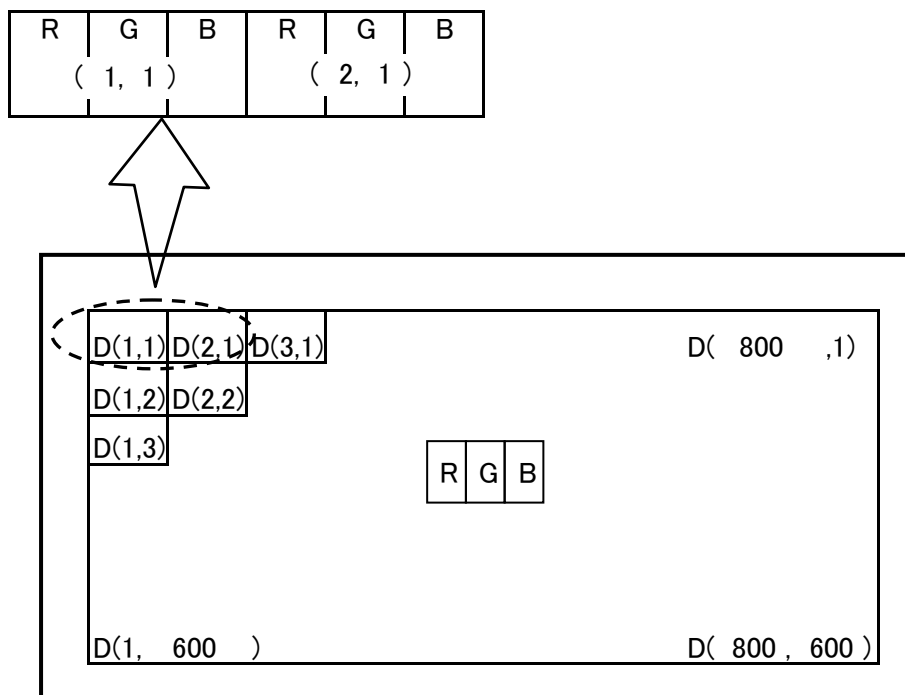 R G B R G B
( 1, 1 ) ( 2, 1 )
D(1,1) D(2,1) D(3,1) D( 800 ,1)
D(1,2) D(2,2)
D(1,3)
R G B
D(1, 600 ) D( 800 , 600 )